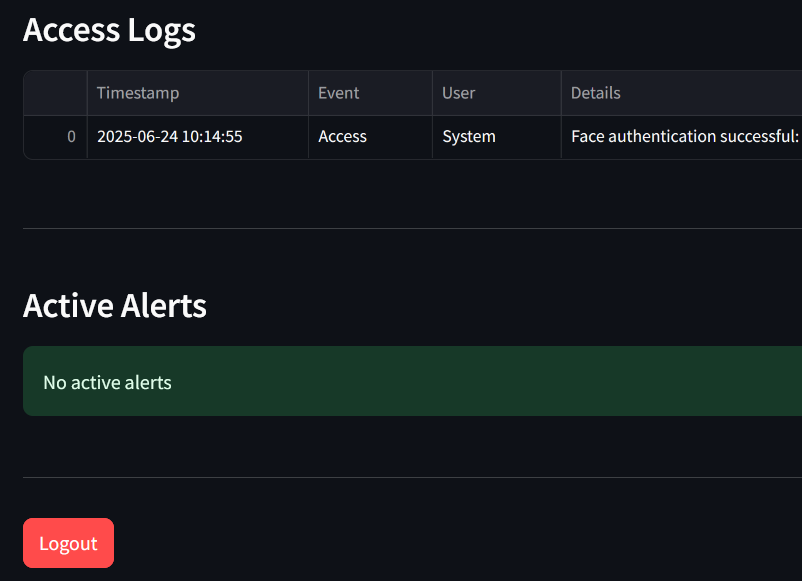 Access Logs
Timestamp Event User Details
0 2025-06-24 10:14:55 Access System Face authentication successful:
Active Alerts
No active alerts
Logout